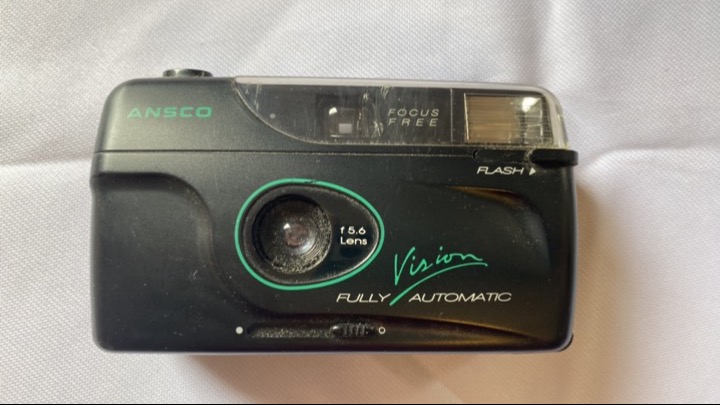 ANSCO
FOCUS
FREE
FLASH
f 5.6
Lens
Vision
FULLY AUTOMATIC